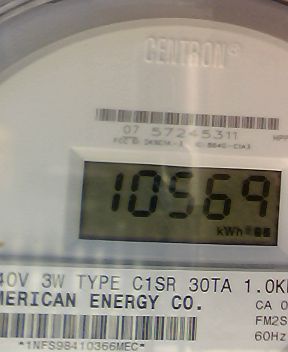 CENTRON®
07 57245311
10569
kWh
40V 3W TYPE C1SR 30TA 1.0K
MERICAN ENERGY CO.
CA 0
FM2S
60Hz
*1NFS98410366MEC*